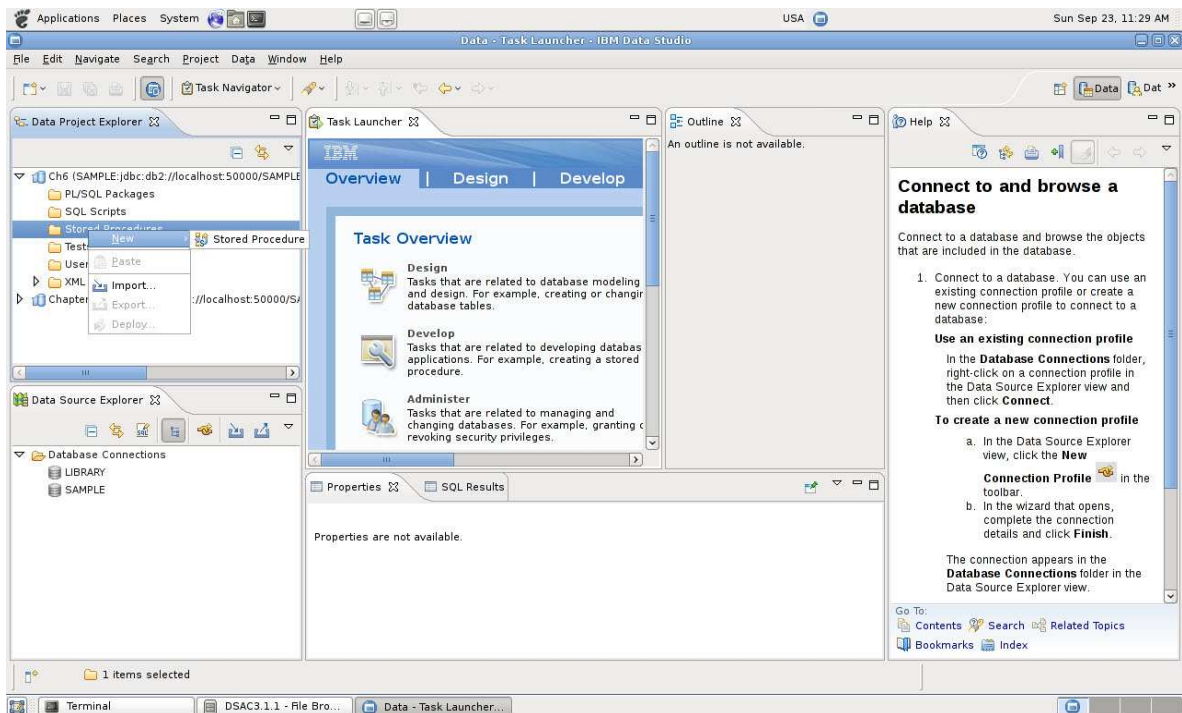 Applications Places System
USA
Sun Sep 23, 11:29 AM
Data - Task Launcher - IBM Data Studio
File Edit Navigate Search Project Data Window Help
Task Navigator
Data
Dat »
Data Project Explorer
Ch6 (SAMPLE:jdbc:db2://localhost:50000/SAMPLE
PL/SQL Packages
SQL Scripts
Stored Procedures
Tests
User
XML
Chapter
://localhost:50000/SA
New
Stored Procedure
Paste
Import...
Export...
Deploy...
Data Source Explorer
Database Connections
LIBRARY
SAMPLE
Task Launcher
IBM
Overview | Design | Develop
Task Overview
Design
Tasks that are related to database modeling
and design. For example, creating or changin
database tables.
Develop
Tasks that are related to developing databas
applications. For example, creating a stored
procedure.
Administer
Tasks that are related to managing and
changing databases. For example, granting o
revoking security privileges.
Outline
An outline is not available.
Properties
SQL Results
Properties are not available.
Help
Connect to and browse a
database
Connect to a database and browse the objects
that are included in the database.
1. Connect to a database. You can use an
existing connection profile or create a
new connection profile to connect to a
database:
Use an existing connection profile
In the Database Connections folder,
right-click on a connection profile in
the Data Source Explorer view and
then click Connect.
To create a new connection profile
a. In the Data Source Explorer
view, click the New
Connection Profile in the
toolbar.
b. In the wizard that opens,
complete the connection
details and click Finish.
The connection appears in the
Database Connections folder in the
Data Source Explorer view.
Go To:
Contents Search Related Topics
Bookmarks Index
1 items selected
Terminal
DSAC3.1.1 - File Bro...
Data - Task Launcher...